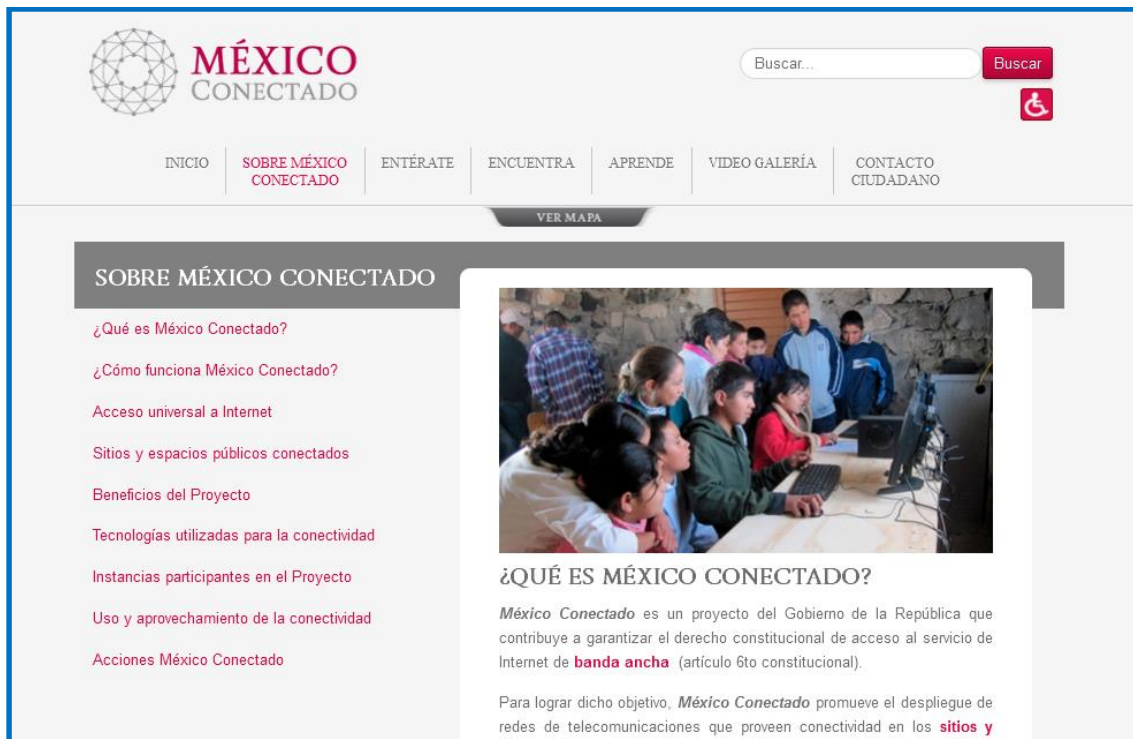 MÉXICO
CONECTADO
Buscar...
Buscar
INICIO
SOBRE MÉXICO
CONECTADO
ENTÉRATE
ENCUENTRA
APRENDE
VIDEO GALERÍA
CONTACTO
CIUDADANO
VER MAPA
SOBRE MÉXICO CONECTADO
¿Qué es México Conectado?
¿Cómo funciona México Conectado?
Acceso universal a Internet
Sitios y espacios públicos conectados
Beneficios del Proyecto
Tecnologías utilizadas para la conectividad
Instancias participantes en el Proyecto
Uso y aprovechamiento de la conectividad
Acciones México Conectado
¿QUÉ ES MÉXICO CONECTADO?
México Conectado es un proyecto del Gobierno de la República que
contribuye a garantizar el derecho constitucional de acceso al servicio de
Internet de banda ancha (artículo 6to constitucional).
Para lograr dicho objetivo, México Conectado promueve el despliegue de
redes de telecomunicaciones que proveen conectividad en los sitios y